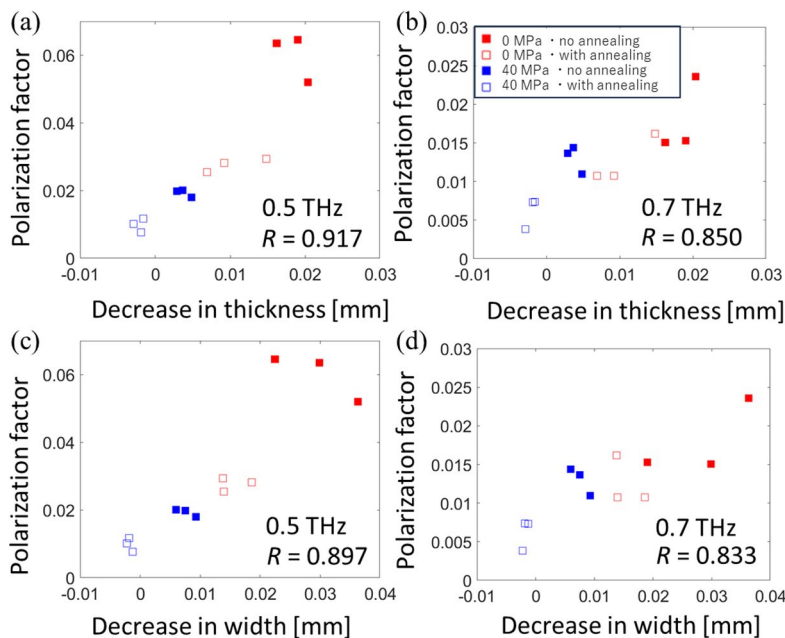 (a)
Polarization factor
0.06
0.04
0.02
0
-0.01 0 0.01 0.02 0.03
0.5 THz
R = 0.917
Decrease in thickness [mm]
(b)
Polarization factor
0.03
0.025
0.02
0.015
0.01
0.005
0
-0.01 0 0.01 0.02 0.03
0 MPa・no annealing
0 MPa・with annealing
40 MPa・no annealing
40 MPa・with annealing
0.7 THz
R = 0.850
Decrease in thickness [mm]
(c)
Polarization factor
0.06
0.04
0.02
0
-0.01 0 0.01 0.02 0.03 0.04
0.5 THz
R = 0.897
Decrease in width [mm]
(d)
Polarization factor
0.03
0.025
0.02
0.015
0.01
0.005
0
-0.01 0 0.01 0.02 0.03 0.04
0.7 THz
R = 0.833
Decrease in width [mm]